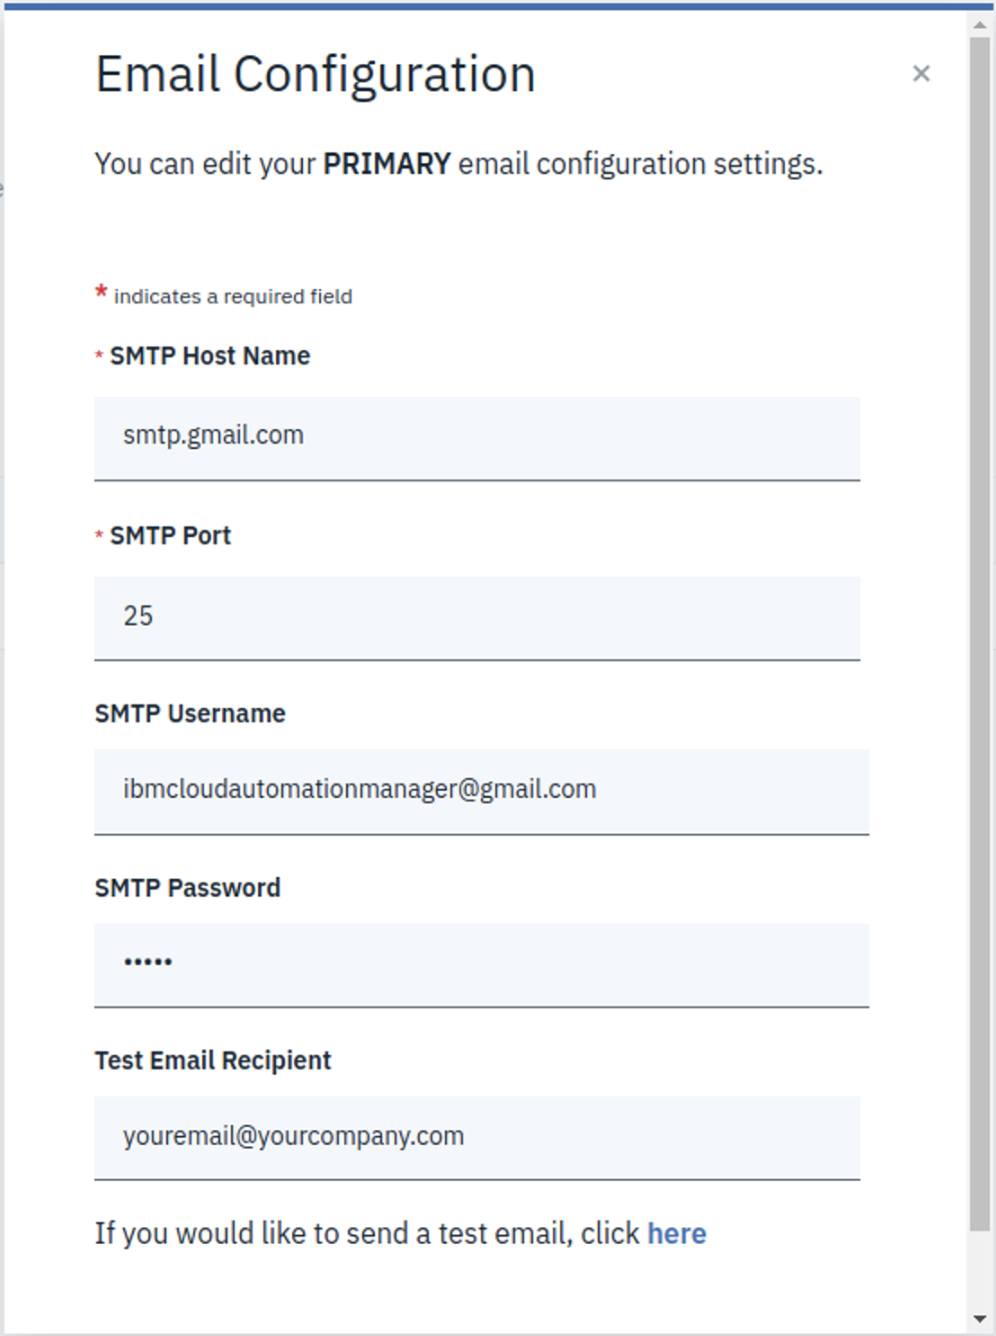 Email Configuration
×
You can edit your PRIMARY email configuration settings.
* indicates a required field
* SMTP Host Name
smtp.gmail.com
* SMTP Port
25
SMTP Username
ibmcloudautomationmanager@gmail.com
SMTP Password
•••••
Test Email Recipient
youremail@yourcompany.com
If you would like to send a test email, click here